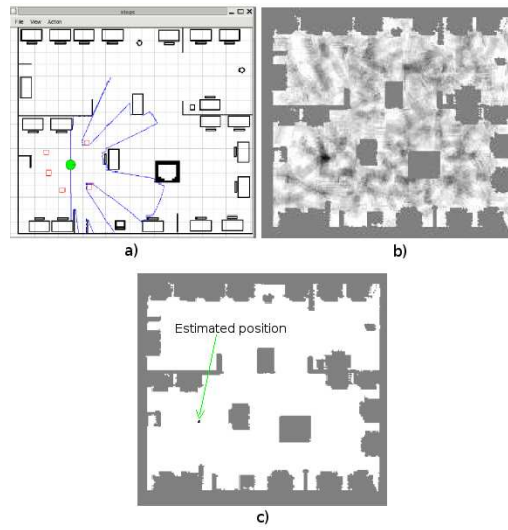 stage
File View Action
a)
b)
Estimated position
c)